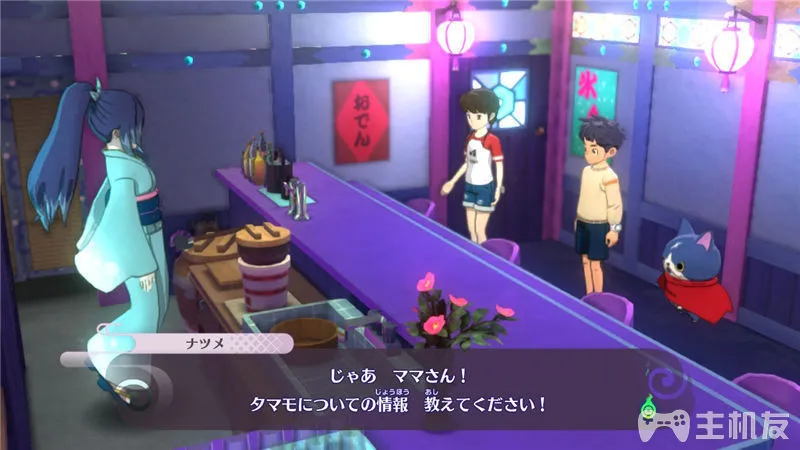 おでん
氷
ナツメ
じゃあ ママさん！
タマモについての情報 教えてください！
じょうほう おし
主机友